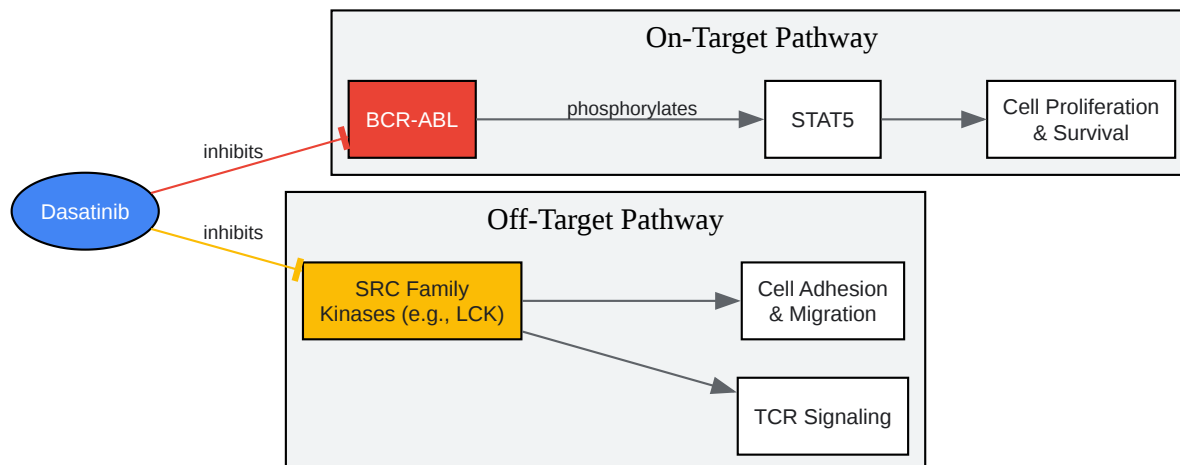 On-Target Pathway
BCR-ABL
phosphorylates
STAT5
Cell Proliferation
& Survival
inhibits
Dasatinib
inhibits
Off-Target Pathway
SRC Family
Kinases (e.g., LCK)
Cell Adhesion
& Migration
TCR Signaling